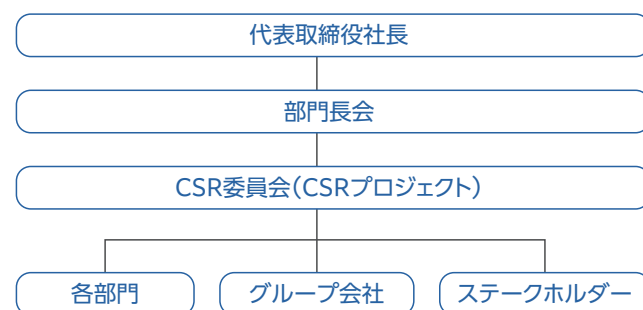 代表取締役社長
部門長会
CSR委員会(CSRプロジェクト)
各部門
グループ会社
ステークホルダー